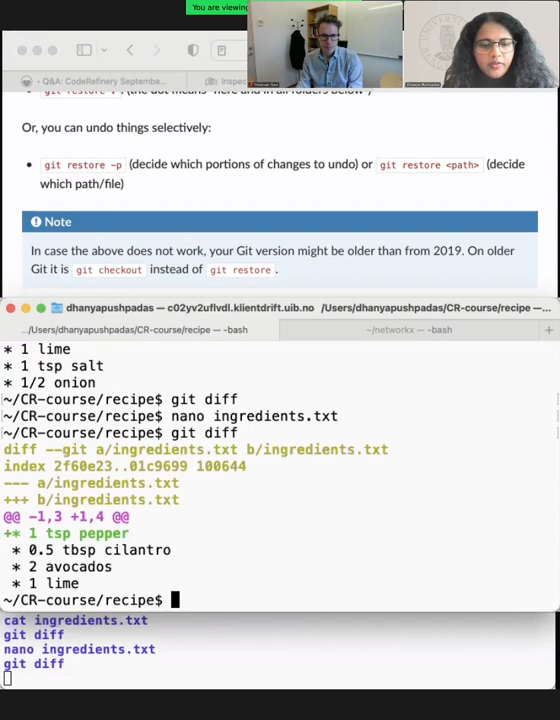 You are viewing
Q&A: CodeRefinery Septembe...
Inspec
git restore . (the dot means "here and in all folders below")
Or, you can undo things selectively:
git restore -p (decide which portions of changes to undo) or git restore <path> (decide
which path/file)
Note
In case the above does not work, your Git version might be older than from 2019. On older
Git it is git checkout instead of git restore .
dhanyapushpadas — c02yv2uflvdl.klientdrift.uib.no /Users/dhanyapushpadas/CR-course/recipe —...
.../Users/dhanyapushpadas/CR-course/recipe — -bash
~/networkx — -bash
* 1 lime
* 1 tsp salt
* 1/2 onion
~/CR-course/recipe$ git diff
~/CR-course/recipe$ nano ingredients.txt
~/CR-course/recipe$ git diff
diff --git a/ingredients.txt b/ingredients.txt
index 2f60e23..01c9699 100644
--- a/ingredients.txt
+++ b/ingredients.txt
@@ -1,3 +1,4 @@
+* 1 tsp pepper
* 0.5 tbsp cilantro
* 2 avocados
* 1 lime
~/CR-course/recipe$
cat ingredients.txt
git diff
nano ingredients.txt
git diff